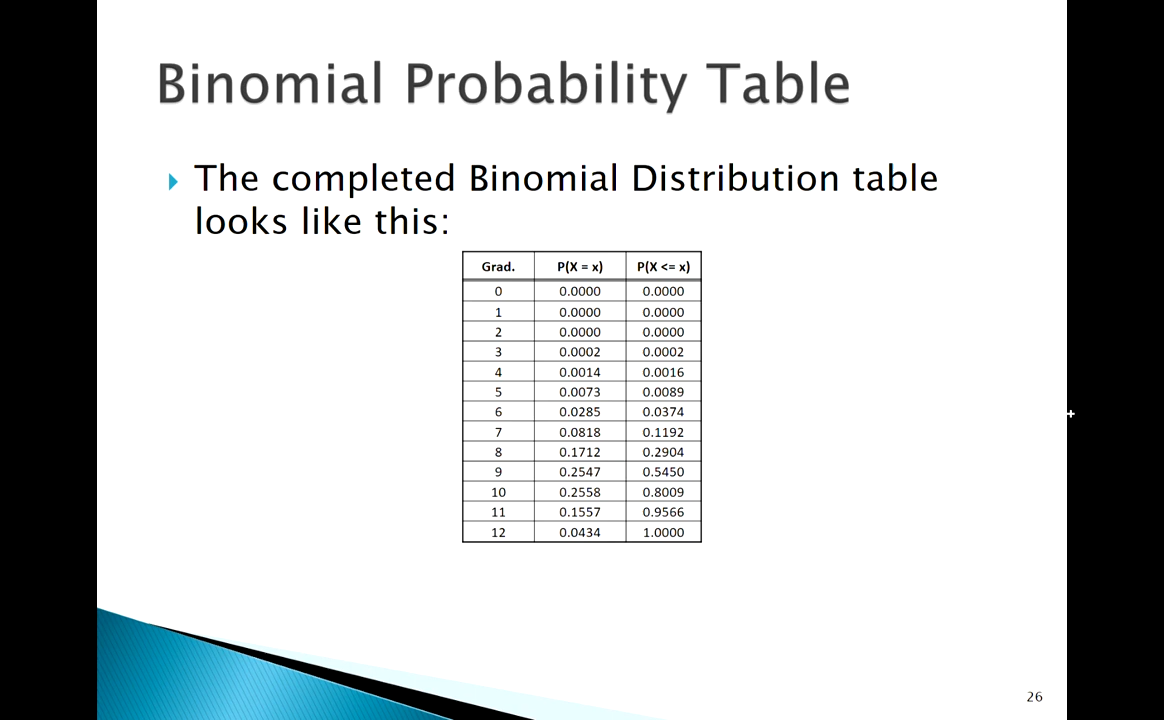 Binomial Probability Table
The completed Binomial Distribution table
looks like this:
Grad. P(X = x) P(X <= x)
0 0.0000 0.0000
1 0.0000 0.0000
2 0.0000 0.0000
3 0.0002 0.0002
4 0.0014 0.0016
5 0.0073 0.0089
6 0.0285 0.0374
7 0.0818 0.1192
8 0.1712 0.2904
9 0.2547 0.5450
10 0.2558 0.8009
11 0.1557 0.9566
12 0.0434 1.0000
26